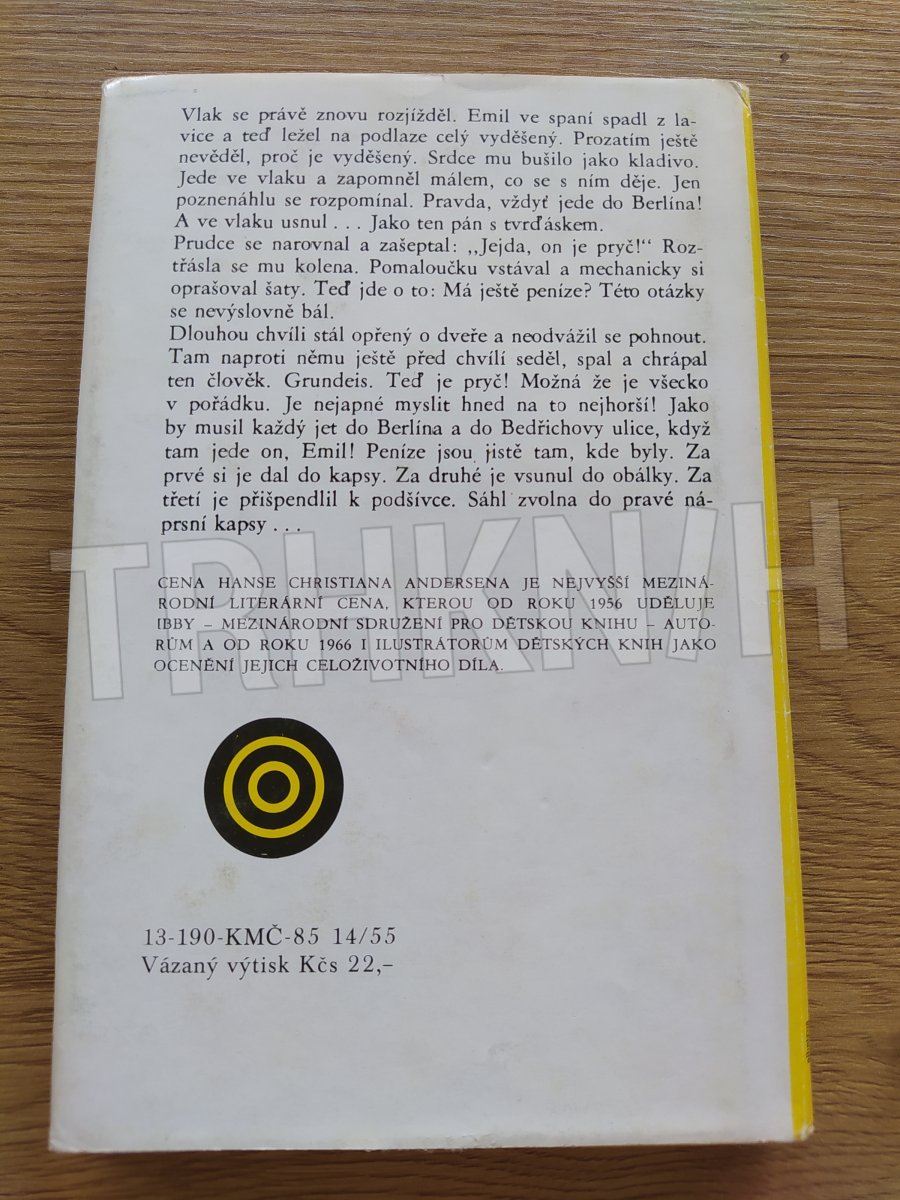 Vlak se právě znovu rozjížděl. Emil ve spaní spadl z la-
vice a teď ležel na podlaze celý vyděšený. Prozatím ještě
nevěděl, proč je vyděšený. Srdce mu bušilo jako kladivo.
Jede ve vlaku a zapomněl málem, co se s ním děje. Jen
poznenáhlu se rozpomínal. Pravda, vždyť jede do Berlína!
A ve vlaku usnul . . . Jako ten pán s tvrďáskem.
Prudce se narovnal a zašeptal: „Jejda, on je pryč!“ Roz-
třásla se mu kolena. Pomaloučku vstával a mechanicky si
oprašoval šaty. Teď jde o to: Má ještě peníze? Této otázky
se nevýslovně bál.
Dlouhou chvíli stál opřený o dveře a neodvážil se pohnout.
Tam naproti němu ještě před chvílí seděl, spal a chrápal
ten člověk. Grundeis. Teď je pryč! Možná že je všecko
v pořádku. Je nejapné myslit hned na to nejhorší! Jako
by musil každý jet do Berlína a do Bedřichovy ulice, když
tam jede on, Emil! Peníze jsou jistě tam, kde byly. Za
prvé si je dal do kapsy. Za druhé je vsunul do obálky. Za
třetí je přišpendlil k podšívce. Sáhl zvolna do pravé ná-
prsní kapsy . . .
TRHKNIH
CENA HANSE CHRISTIANA ANDERSENA JE NEJVYŠŠÍ MEZINÁ-
RODNÍ LITERÁRNÍ CENA, KTEROU OD ROKU 1956 UDĚLUJE
IBBY – MEZINÁRODNÍ SDRUŽENÍ PRO DĚTSKOU KNIHU – AUTO-
RŮM A OD ROKU 1966 I ILUSTRÁTORŮM DĚTSKÝCH KNIH JAKO
OCENĚNÍ JEJICH CELOŽIVOTNÍHO DÍLA.
13-190-KMČ-85 14/55
Vázaný výtisk Kčs 22,–